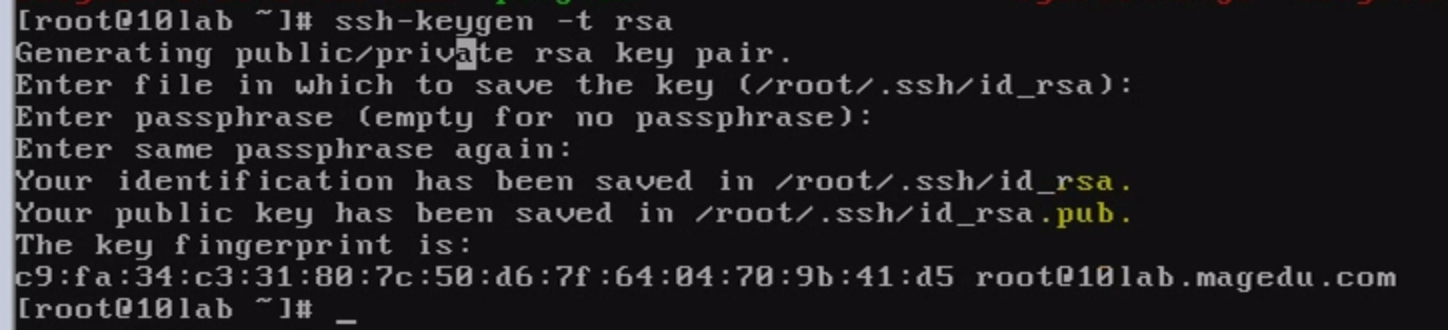 [root@10lab ~]# ssh-keygen -t rsa
Generating public/private rsa key pair.
Enter file in which to save the key (/root/.ssh/id_rsa):
Enter passphrase (empty for no passphrase):
Enter same passphrase again:
Your identification has been saved in /root/.ssh/id_rsa.
Your public key has been saved in /root/.ssh/id_rsa.pub.
The key fingerprint is:
c9:fa:34:c3:31:80:7c:50:d6:7f:64:04:70:9b:41:d5 root@10lab.magedu.com
[root@10lab ~]# _